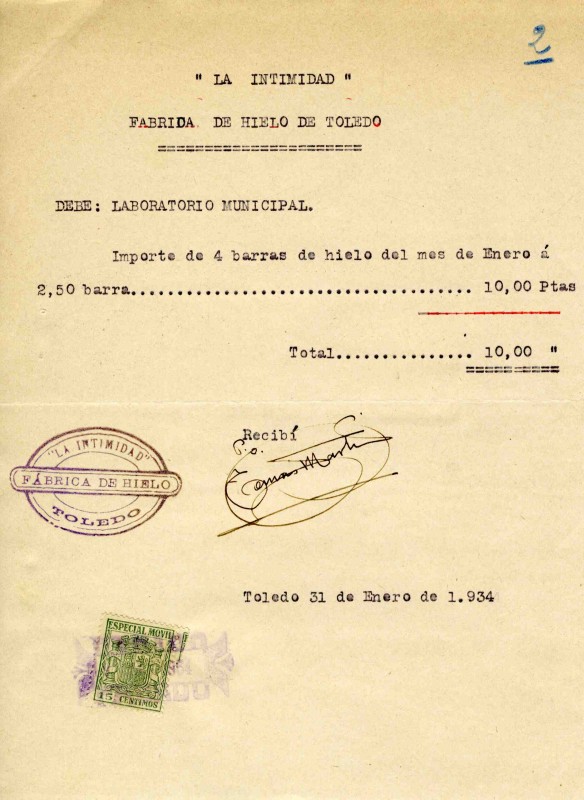 2
" LA INTIMIDAD "
FABRICA DE HIELO DE TOLEDO
DEBE: LABORATORIO MUNICIPAL.
Importe de 4 barras de hielo del mes de Enero á
2,50 barra.................................... 10,00 Ptas
Total............... 10,00 "
Recibí
P.o.
"LA INTIMIDAD"
FÁBRICA DE HIELO
TOLEDO
Toledo 31 de Enero de 1.934
ESPECIAL MÓVIL
15 CENTIMOS